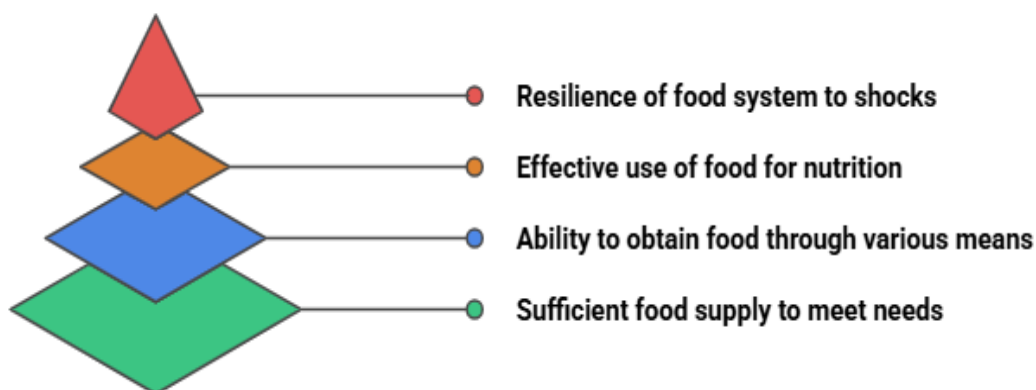 Resilience of food system to shocks
Effective use of food for nutrition
Ability to obtain food through various means
Sufficient food supply to meet needs